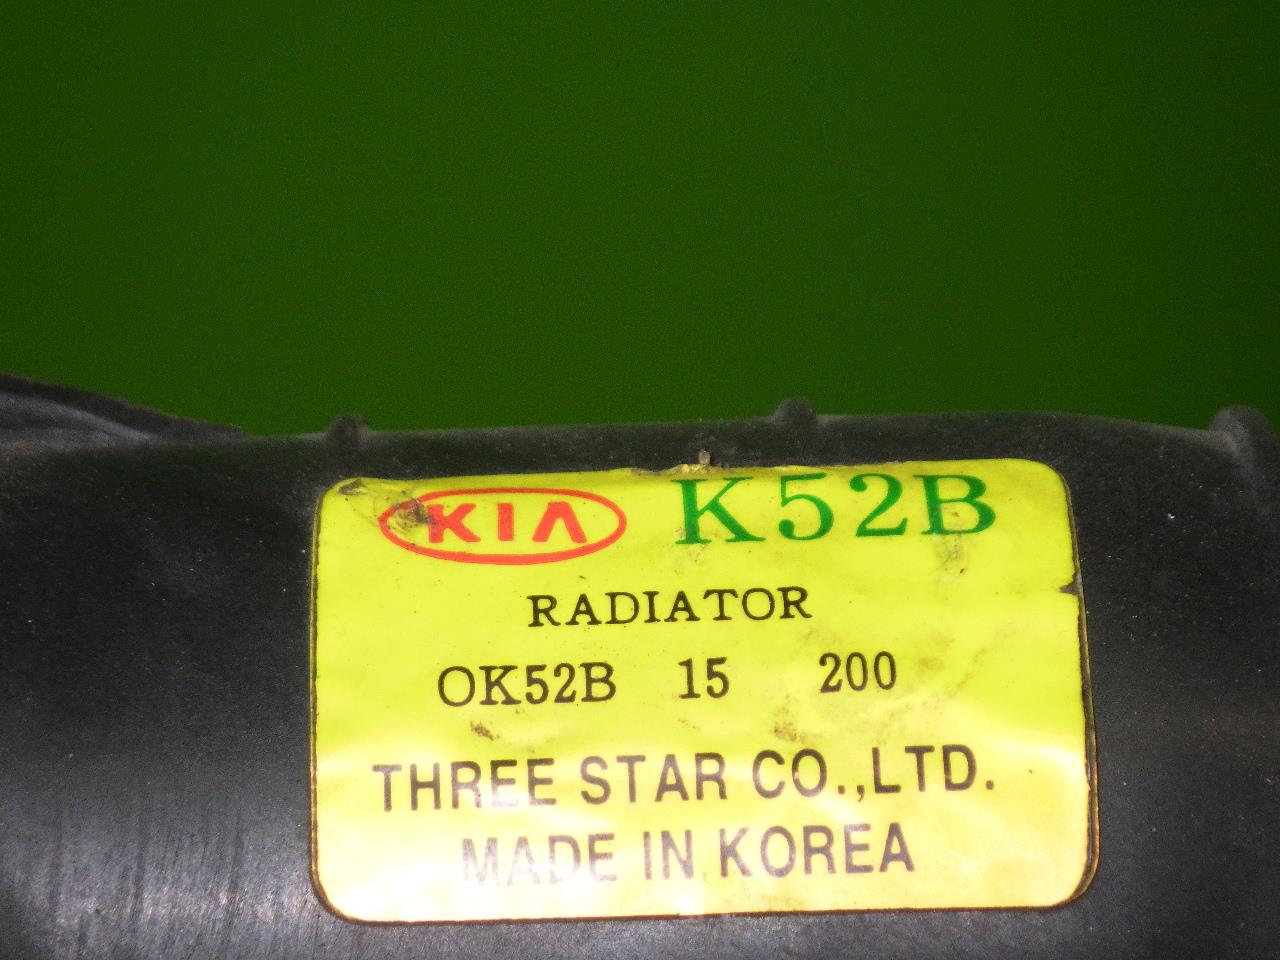 KIA K52B
RADIATOR
OK52B 15 200
THREE STAR CO.,LTD.
MADE IN KOREA